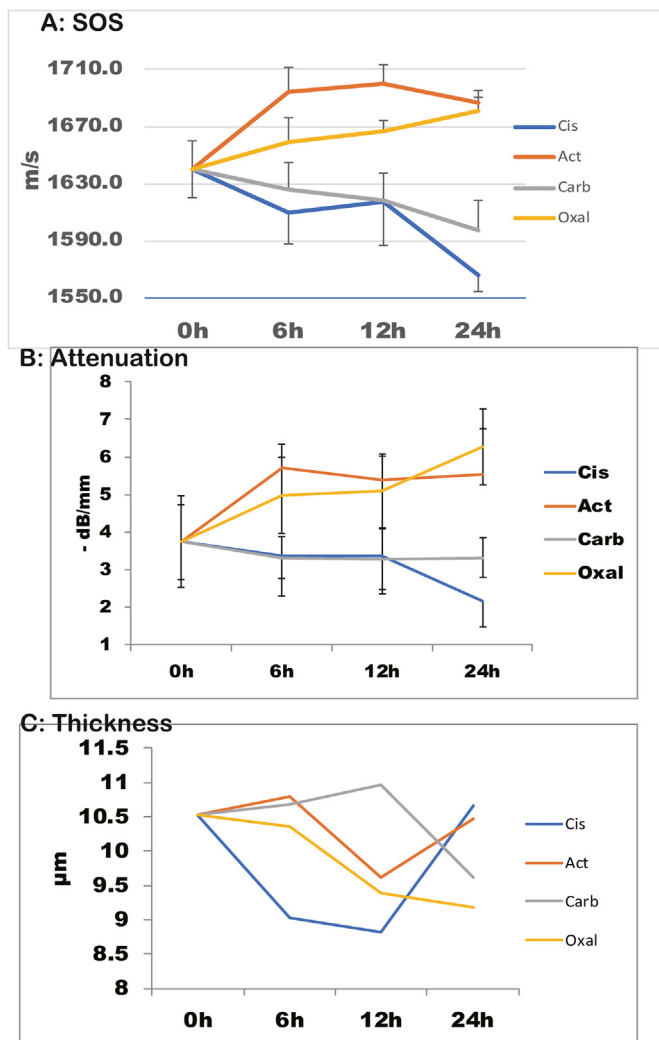 A: SOS
1710.0
1670.0
1630.0
1590.0
1550.0
m/s
0h 6h 12h 24h
Cis
Act
Carb
Oxal
B: Attenuation
8
7
6
5
4
3
2
1
- dB/mm
0h 6h 12h 24h
Cis
Act
Carb
Oxal
C: Thickness
11.5
11
10.5
10
9.5
9
8.5
8
µm
0h 6h 12h 24h
Cis
Act
Carb
Oxal